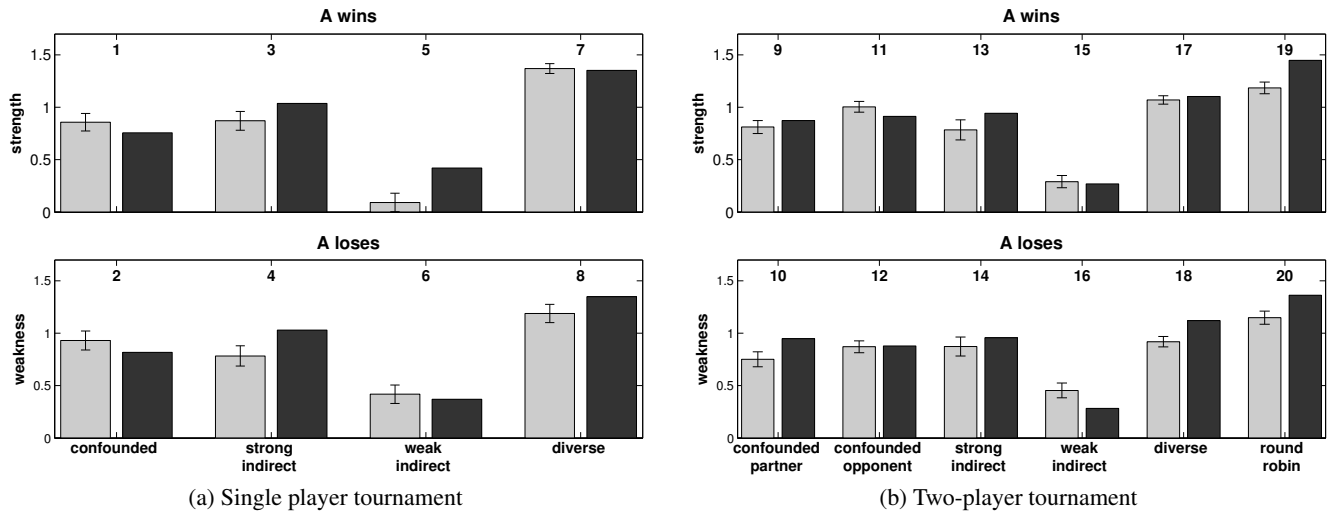 A wins
1 3 5 7
1.5
1
0.5
0
strength
A loses
2 4 6 8
1.5
1
0.5
0
weakness
confounded strong indirect weak indirect diverse
(a) Single player tournament
A wins
9 11 13 15 17 19
1.5
1
0.5
0
strength
A loses
10 12 14 16 18 20
1.5
1
0.5
0
weakness
confounded partner confounded opponent strong indirect weak indirect diverse round robin
(b) Two-player tournament